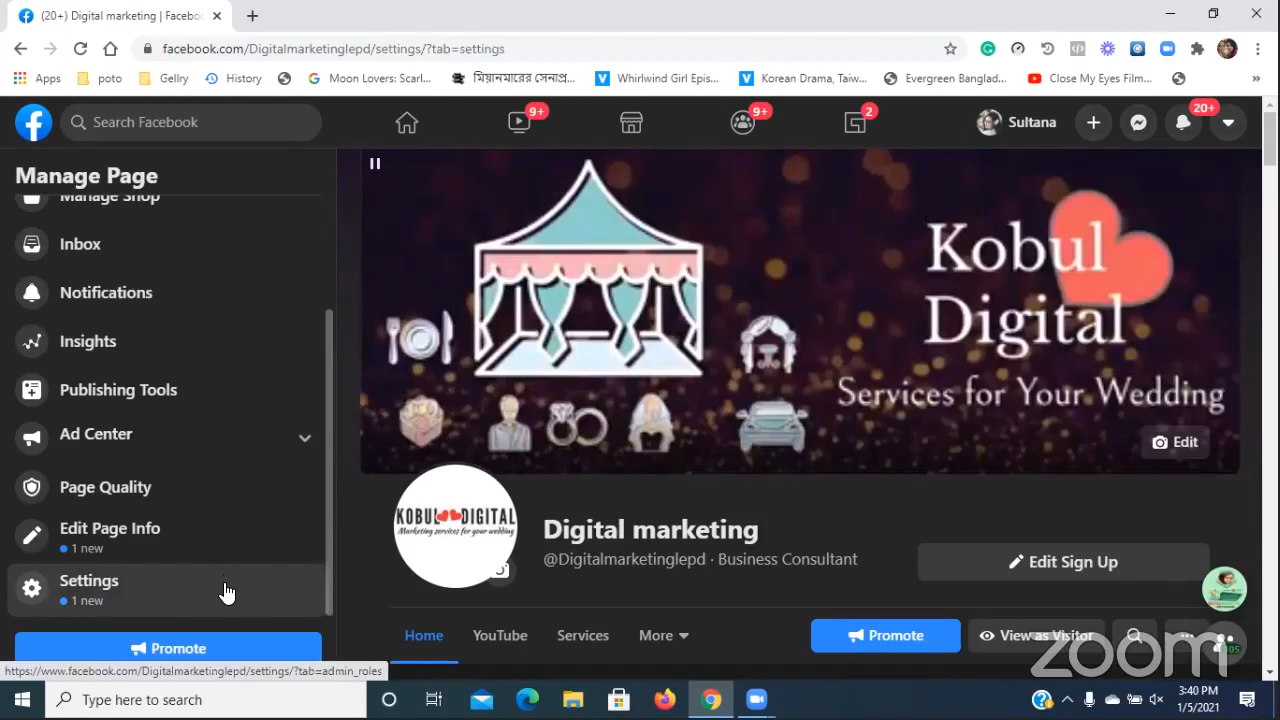 (20+) Digital marketing | Facebo
facebook.com/Digitalmarketinglepd/settings/?tab=settings
Apps
poto
Gellry
History
Moon Lovers: Scarl...
মিয়ানমারের সেনাপ্র...
Whirlwind Girl Epis...
Korean Drama, Taiw...
Evergreen Banglad...
Close My Eyes Film...
»
Search Facebook
9+
9+
2
Sultana
20+
Manage Page
Manage Shop
Inbox
Notifications
Insights
Publishing Tools
Ad Center
Page Quality
Edit Page Info
1 new
Settings
1 new
Promote
Kobul
Digital
Services for Your Wedding
Edit
KOBUL DIGITAL
Marketing services for your wedding
Digital marketing
@Digitalmarketinglepd · Business Consultant
Edit Sign Up
Home
YouTube
Services
More
Promote
View as Visitor
105
zoom
https://www.facebook.com/Digitalmarketinglepd/settings/?tab=admin_roles
Type here to search
3:40 PM
1/5/2021